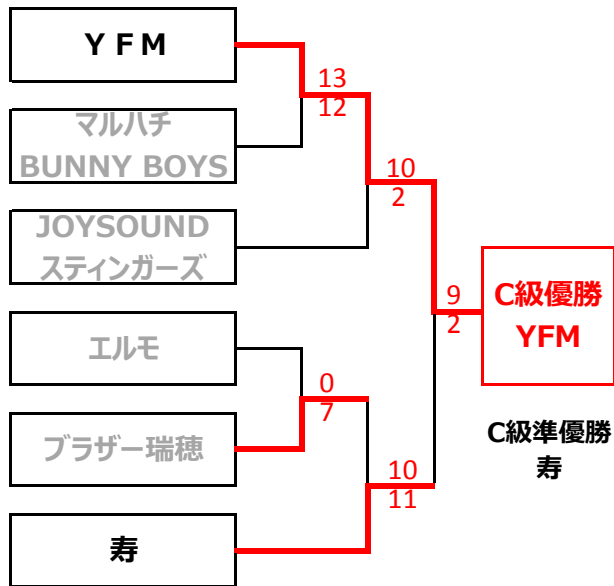 YFM
マルハチ
BUNNY BOYS
JOYSOUND
スティンガーズ
エルモ
ブラザー瑞穂
寿
13
12
10
2
0
7
10
11
9
2
C級優勝
YFM
C級準優勝
寿